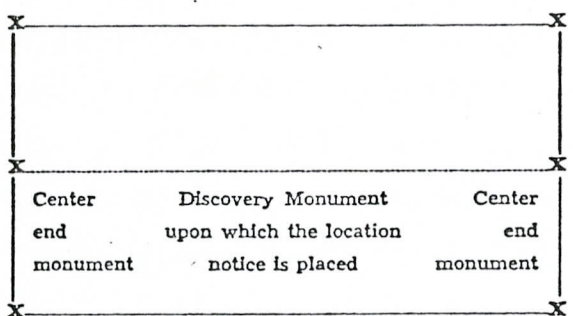 X X
X X
Center Discovery Monument Center
end upon which the location end
monument notice is placed monument
X X